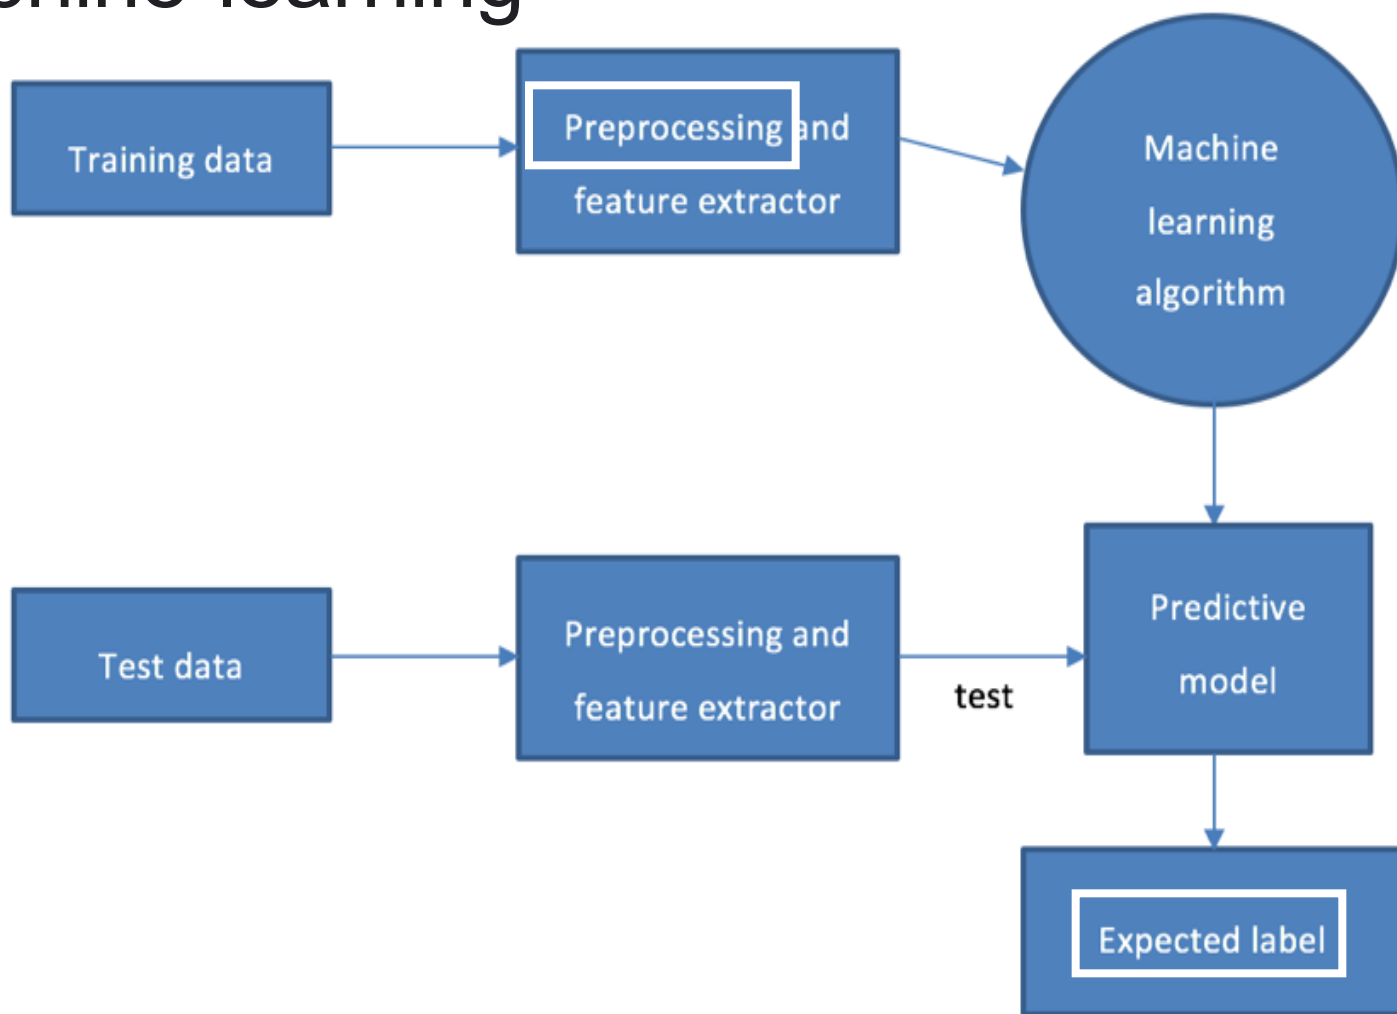 learning
Training data
Preprocessing and
feature extractor
Machine
learning
algorithm
Test data
Preprocessing and
feature extractor
test
Predictive
model
Expected label